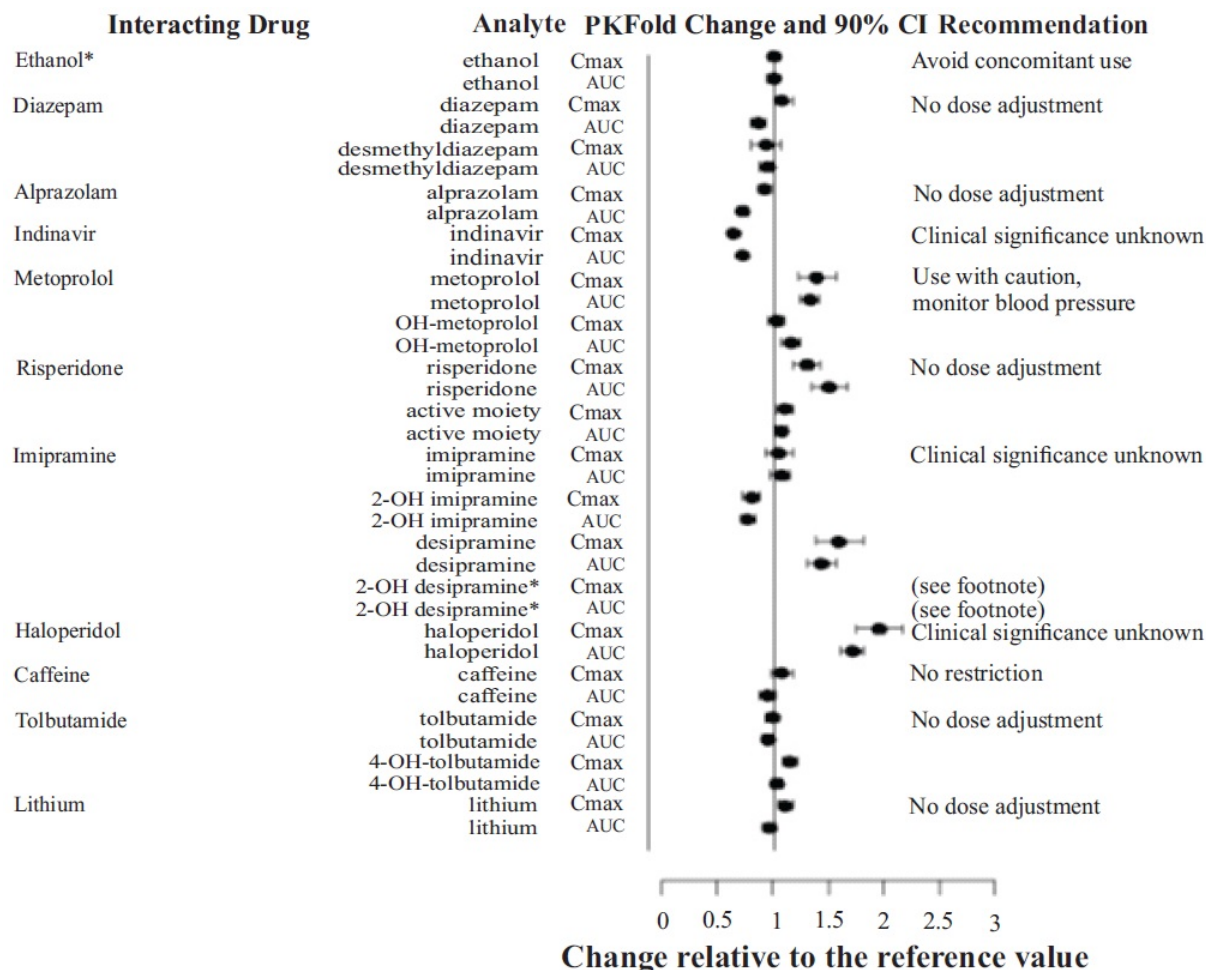 Interacting Drug Analyte PKFold Change and 90% CI Recommendation
Ethanol* ethanol Cmax Avoid concomitant use
ethanol AUC
Diazepam diazepam Cmax No dose adjustment
diazepam AUC
desmethyldiazepam Cmax
desmethyldiazepam AUC
Alprazolam alprazolam Cmax No dose adjustment
alprazolam AUC
Indinavir indinavir Cmax Clinical significance unknown
indinavir AUC
Metoprolol metoprolol Cmax Use with caution,
metoprolol AUC monitor blood pressure
OH-metoprolol Cmax
OH-metoprolol AUC
Risperidone risperidone Cmax No dose adjustment
risperidone AUC
active moiety Cmax
active moiety AUC
Imipramine imipramine Cmax Clinical significance unknown
imipramine AUC
2-OH imipramine Cmax
2-OH imipramine AUC
desipramine Cmax
desipramine AUC
2-OH desipramine* Cmax (see footnote)
2-OH desipramine* AUC (see footnote)
Haloperidol haloperidol Cmax Clinical significance unknown
haloperidol AUC
Caffeine caffeine Cmax No restriction
caffeine AUC
Tolbutamide tolbutamide Cmax No dose adjustment
tolbutamide AUC
4-OH-tolbutamide Cmax
4-OH-tolbutamide AUC
Lithium lithium Cmax No dose adjustment
lithium AUC
0 0.5 1 1.5 2 2.5 3
Change relative to the reference value